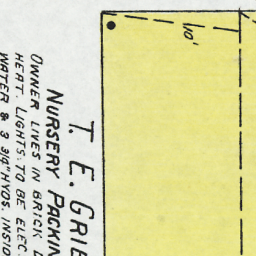 10'
T. E. GRIE
NURSERY PACKIN
OWNER LIVES IN BRICK
HEAT. LIGHTS: TO BE ELEC.
WATER & 3 3/4" HYDS. INSID